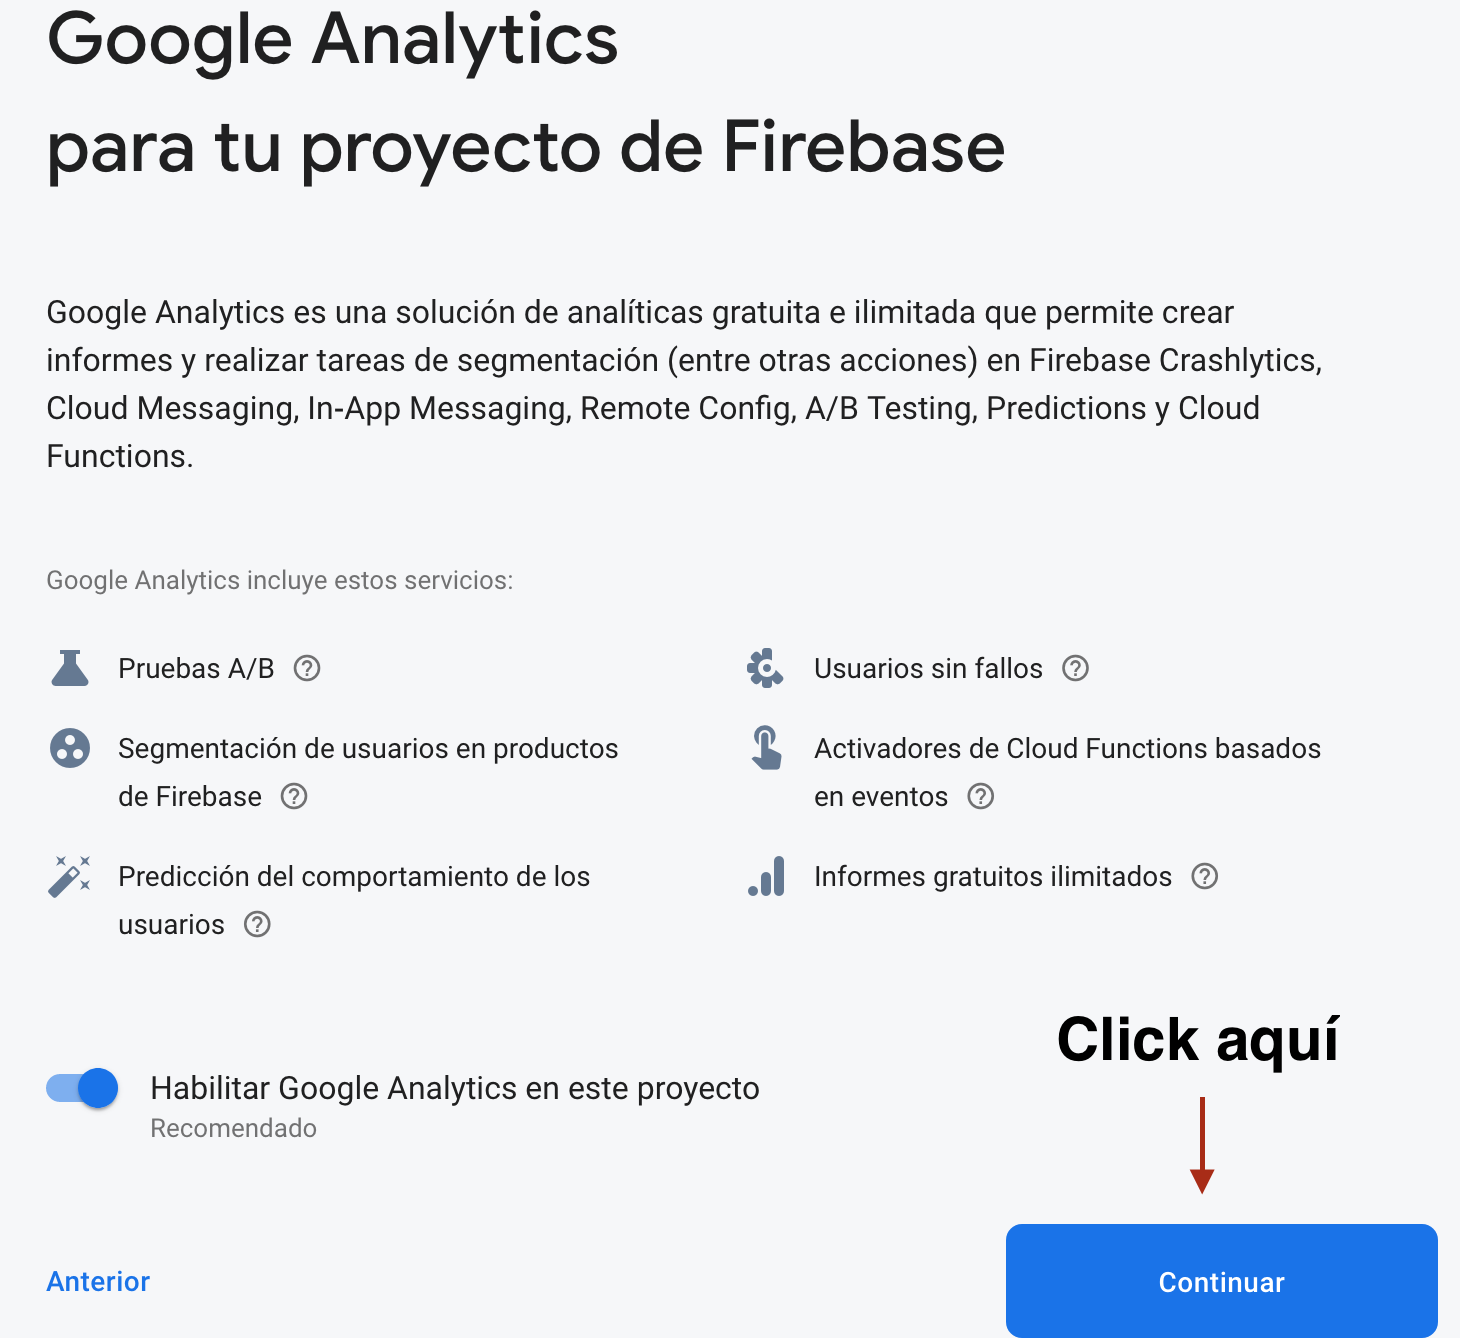 Google Analytics
para tu proyecto de Firebase
Google Analytics es una solución de analíticas gratuita e ilimitada que permite crear
informes y realizar tareas de segmentación (entre otras acciones) en Firebase Crashlytics,
Cloud Messaging, In-App Messaging, Remote Config, A/B Testing, Predictions y Cloud
Functions.
Google Analytics incluye estos servicios:
Pruebas A/B
Usuarios sin fallos
Segmentación de usuarios en productos
de Firebase
Activadores de Cloud Functions basados
en eventos
Predicción del comportamiento de los
usuarios
Informes gratuitos ilimitados
Click aquí
Habilitar Google Analytics en este proyecto
Recomendado
Anterior
Continuar